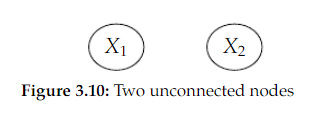 X₁ X₂
Figure 3.10: Two unconnected nodes